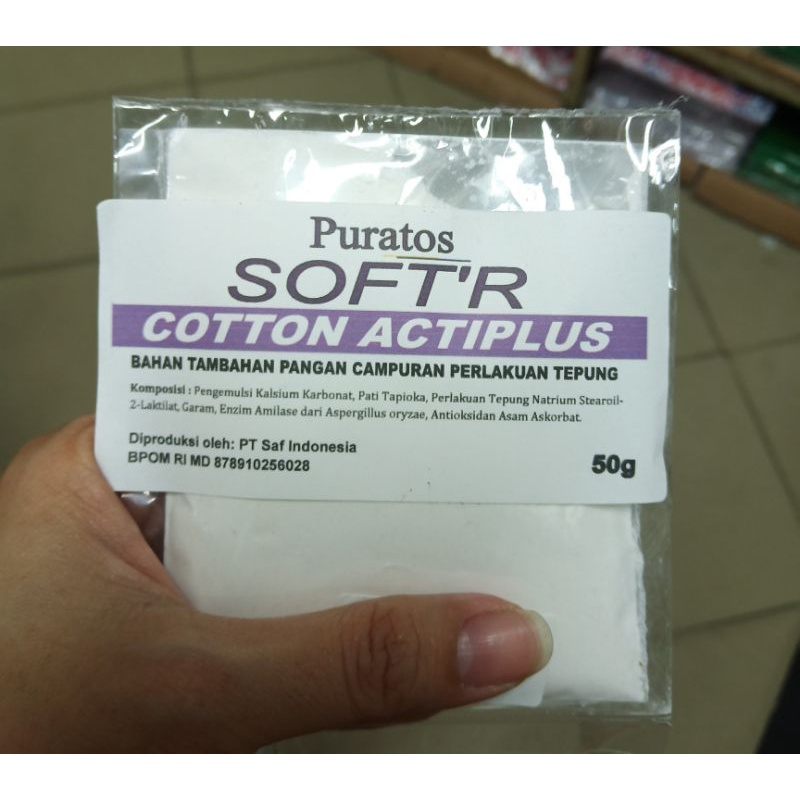 Puratos
SOFT'R
COTTON ACTIPLUS
BAHAN TAMBAHAN PANGAN CAMPURAN PERLAKUAN TEPUNG
Komposisi : Pengemulsi Kalsium Karbonat, Pati Tapioka, Perlakuan Tepung Natrium Stearoil-
2-Laktilat, Garam, Enzim Amilase dari Aspergillus oryzae, Antioksidan Asam Askorbat.
Diproduksi oleh: PT Saf Indonesia
BPOM RI MD 878910256028
50g